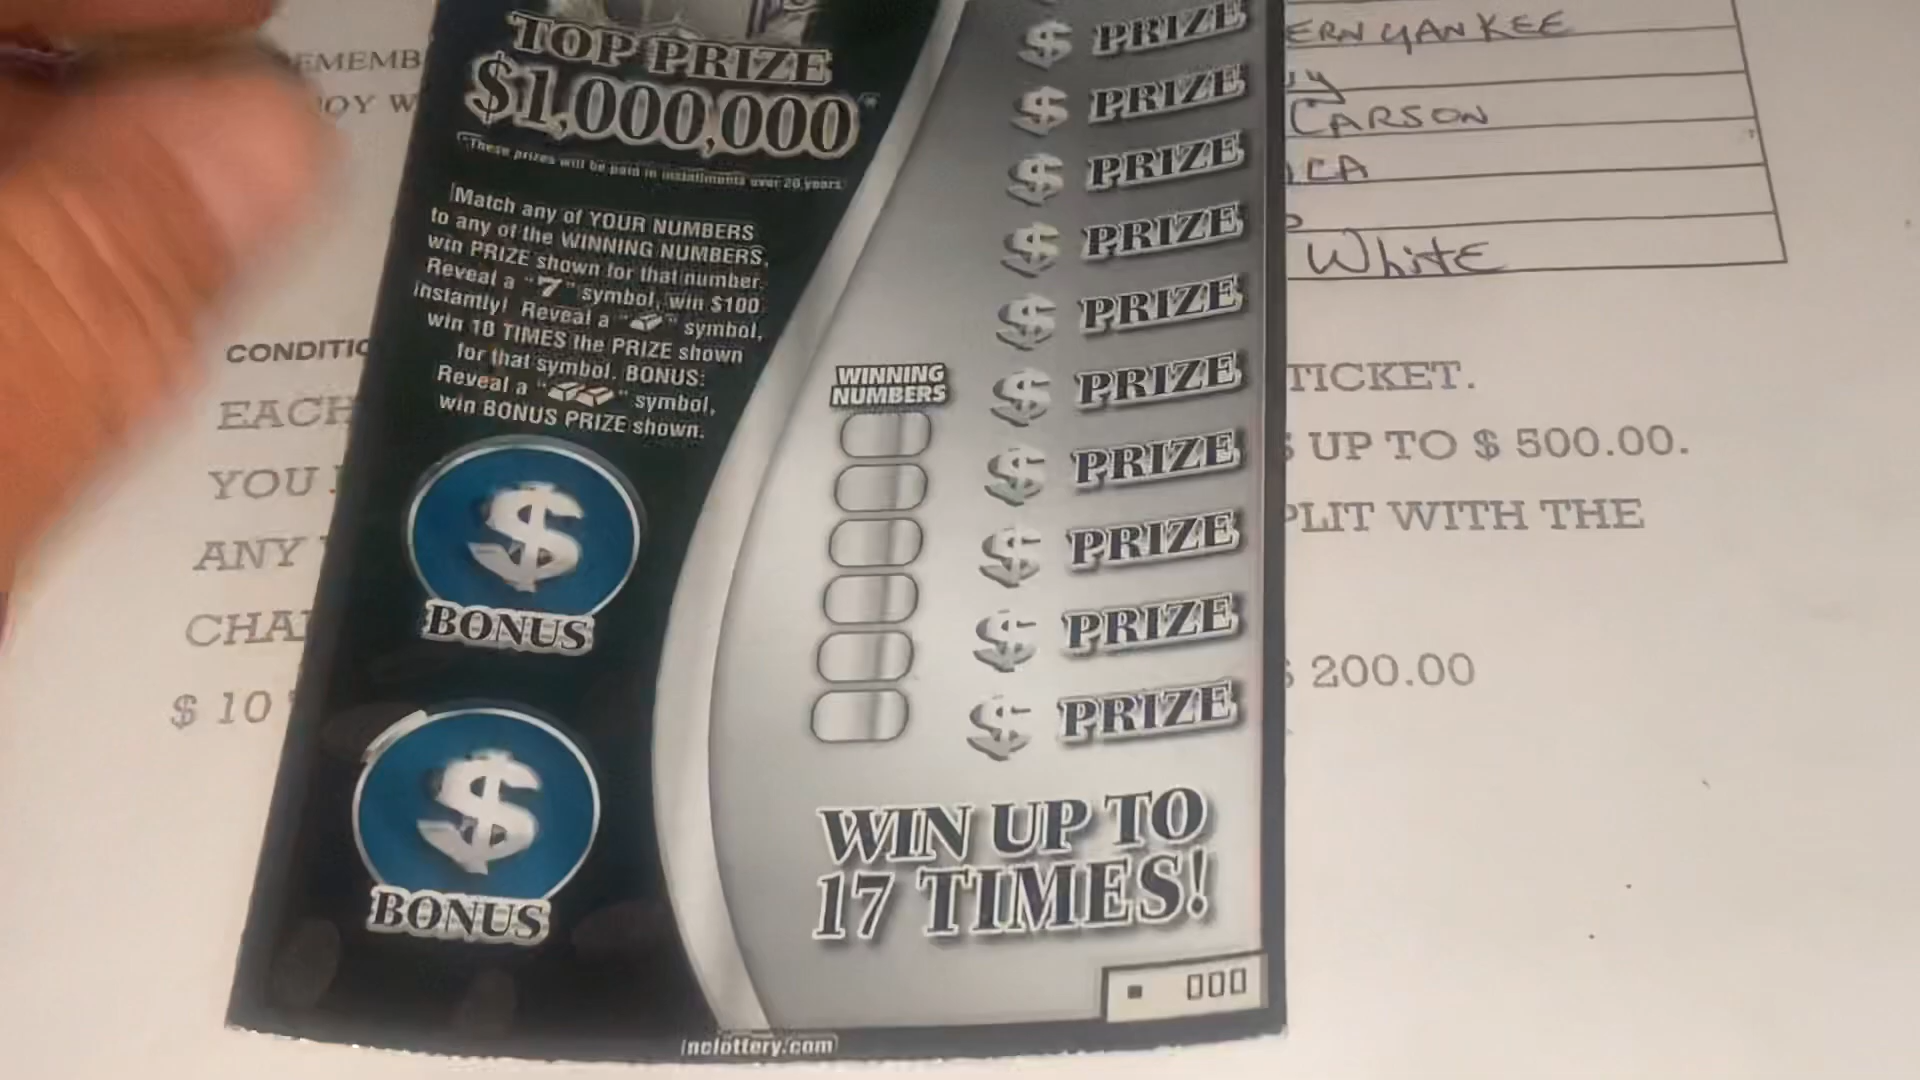 TOP PRIZE
$1,000,000*
*These prizes will be paid in installments over 20 years
Match any of YOUR NUMBERS
to any of the WINNING NUMBERS,
win PRIZE shown for that number.
Reveal a "7" symbol, win $100
instantly! Reveal a " " symbol,
win 10 TIMES the PRIZE shown
for that symbol. BONUS:
Reveal a " " symbol,
win BONUS PRIZE shown.
$
BONUS
$
BONUS
WINNING
NUMBERS
$ PRIZE
$ PRIZE
$ PRIZE
$ PRIZE
$ PRIZE
$ PRIZE
$ PRIZE
$ PRIZE
$ PRIZE
$ PRIZE
WIN UP TO
17 TIMES!
000
nclottery.com
EMEMB
OY W
ERN YANKEE
CARSON
ICA
White
CONDITIO
EACH TICKET.
YOU UP TO $ 500.00.
ANY PLIT WITH THE
CHA
$ 10 $ 200.00